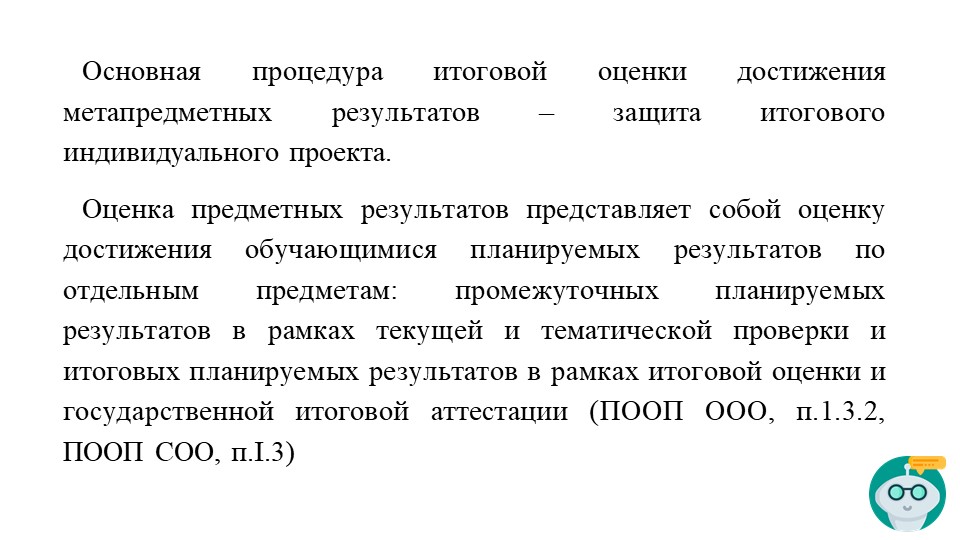 Основная процедура итоговой оценки достижения
метапредметных результатов – защита итогового
индивидуального проекта.
Оценка предметных результатов представляет собой оценку
достижения обучающимися планируемых результатов по
отдельным предметам: промежуточных планируемых
результатов в рамках текущей и тематической проверки и
итоговых планируемых результатов в рамках итоговой оценки и
государственной итоговой аттестации (ПООП ООО, п.1.3.2,
ПООП СОО, п.I.3)